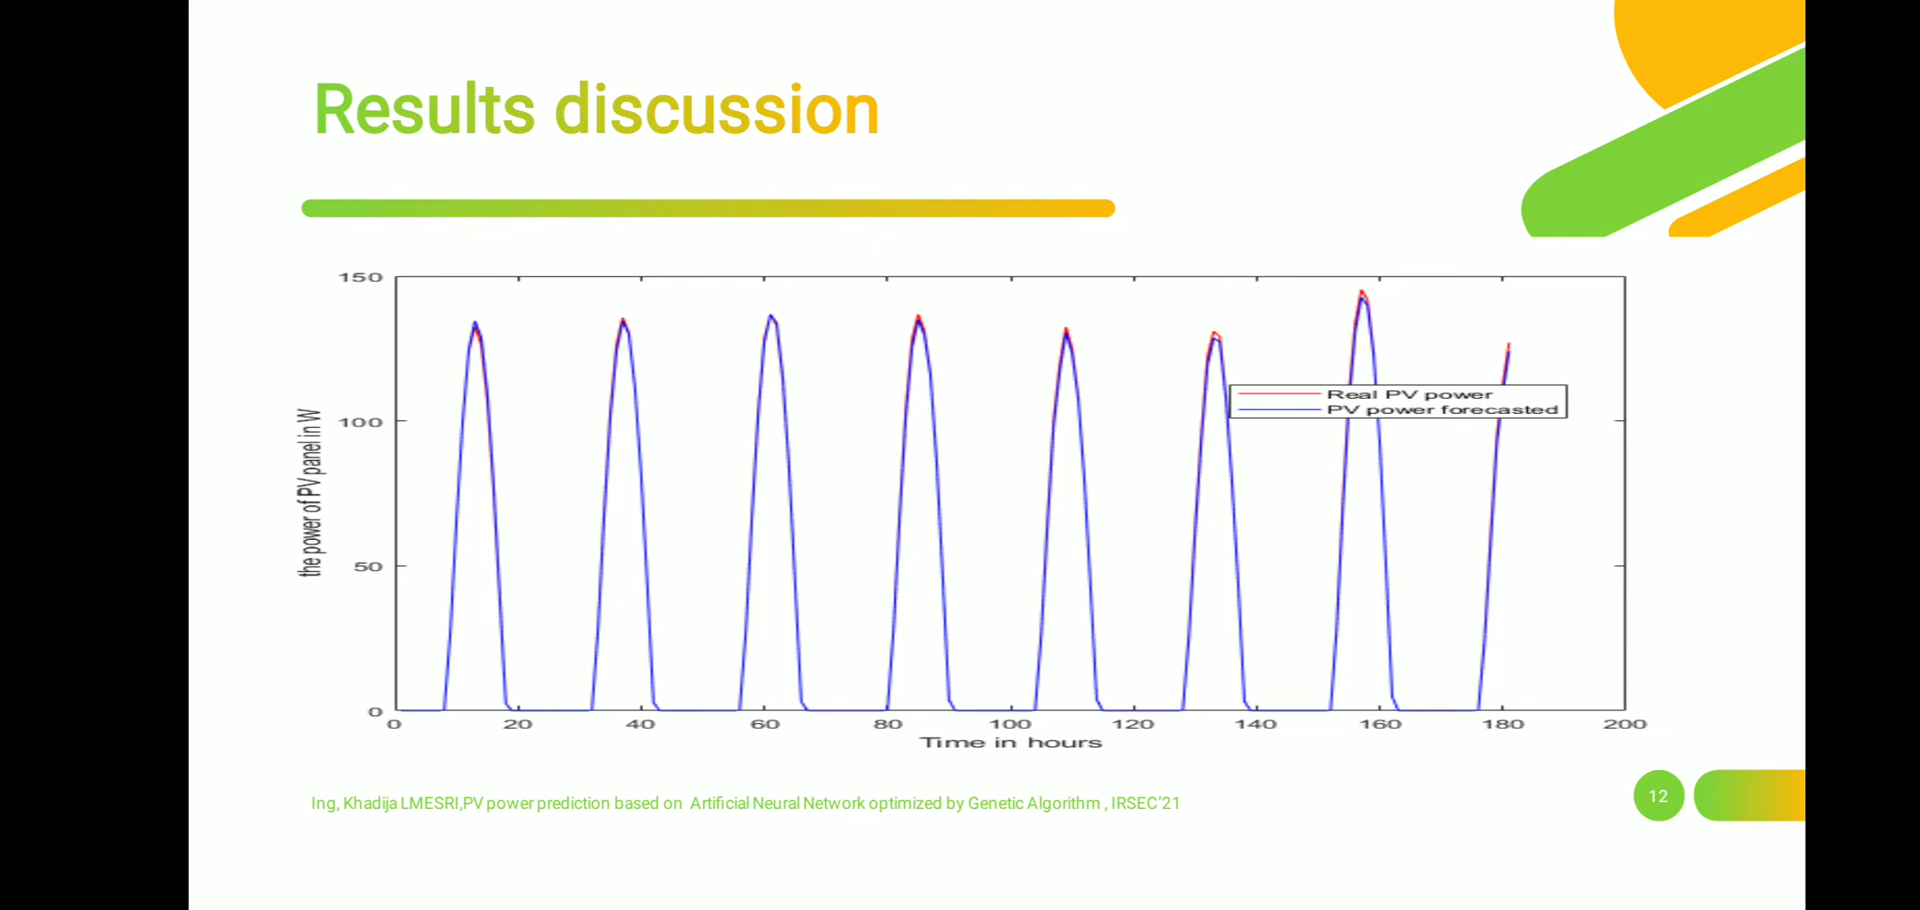 Results discussion
150
100
50
0
the power of PV panel in W
Real PV power
PV power forecasted
0 20 40 60 80 100 120 140 160 180 200
Time in hours
Ing, Khadija LMESRI,PV power prediction based on Artificial Neural Network optimized by Genetic Algorithm , IRSEC'21
12